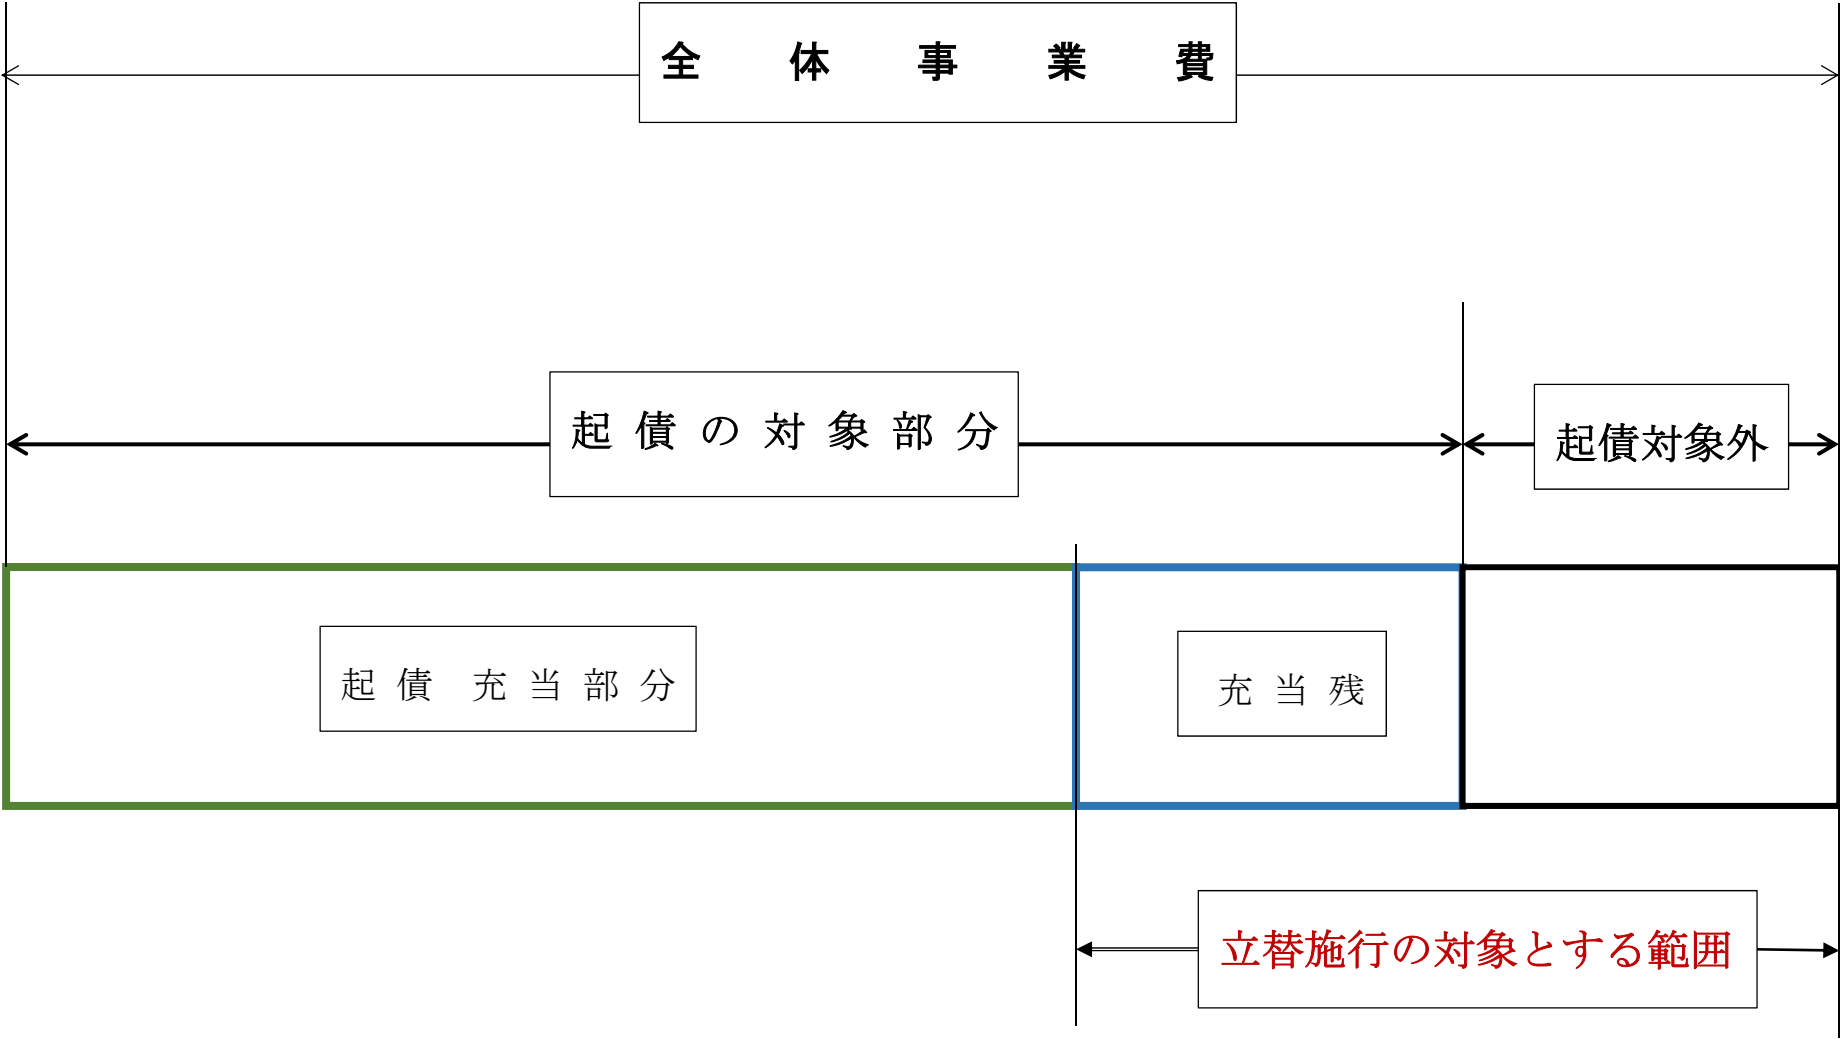 全体事業費
起債の対象部分
起債対象外
起債 充当部分
充当残
立替施行の対象とする範囲